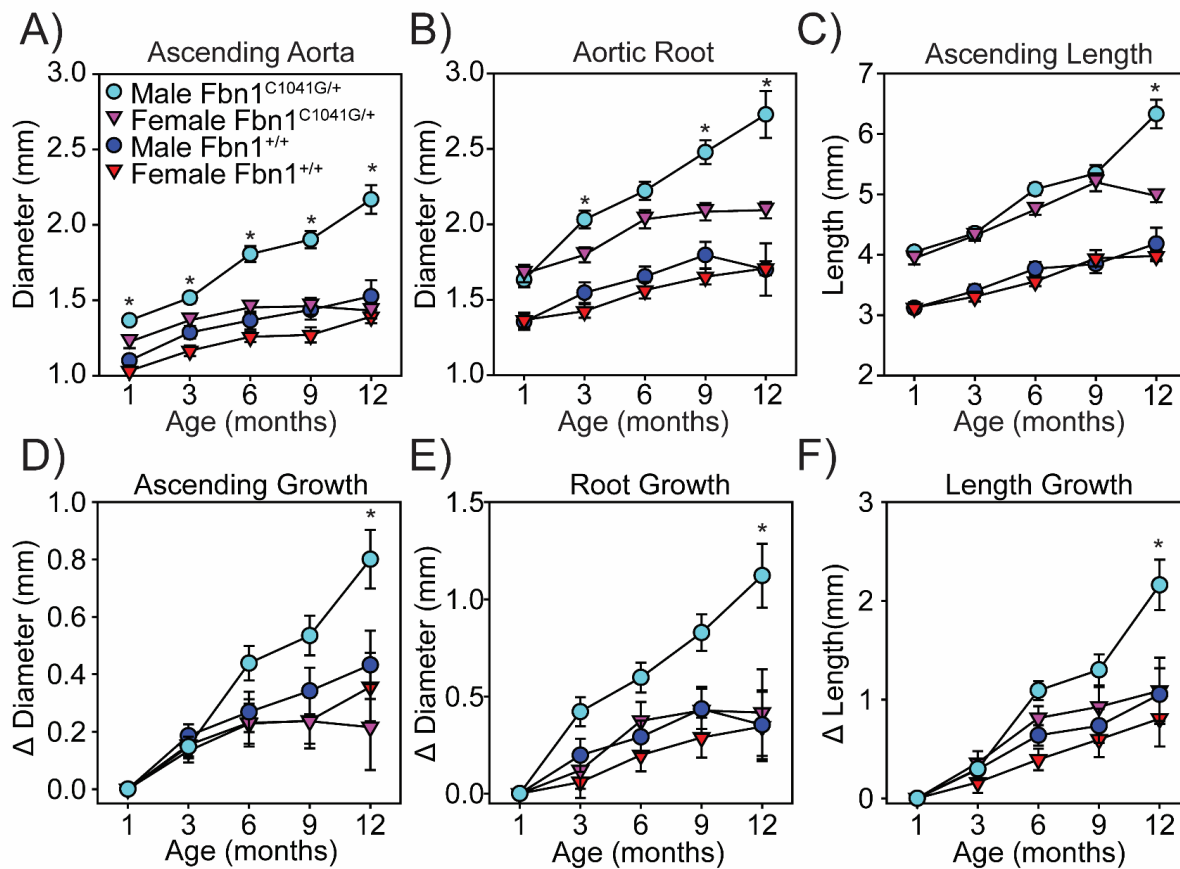 A)
Ascending Aorta
3.0
2.5
2.0
1.5
1.0
Diameter (mm)
Male Fbn1C1041G/+
Female Fbn1C1041G/+
Male Fbn1+/+
Female Fbn1+/+
* * * * *
1 3 6 9 12
Age (months)
B)
Aortic Root
3.0
2.5
2.0
1.5
1.0
Diameter (mm)
* * *
1 3 6 9 12
Age (months)
C)
Ascending Length
7
6
5
4
3
2
Length (mm)
*
1 3 6 9 12
Age (months)
D)
Ascending Growth
1.0
0.8
0.6
0.4
0.2
0.0
Δ Diameter (mm)
*
1 3 6 9 12
Age (months)
E)
Root Growth
1.5
1.0
0.5
0.0
Δ Diameter (mm)
*
1 3 6 9 12
Age (months)
F)
Length Growth
3
2
1
0
Δ Length(mm)
*
1 3 6 9 12
Age (months)